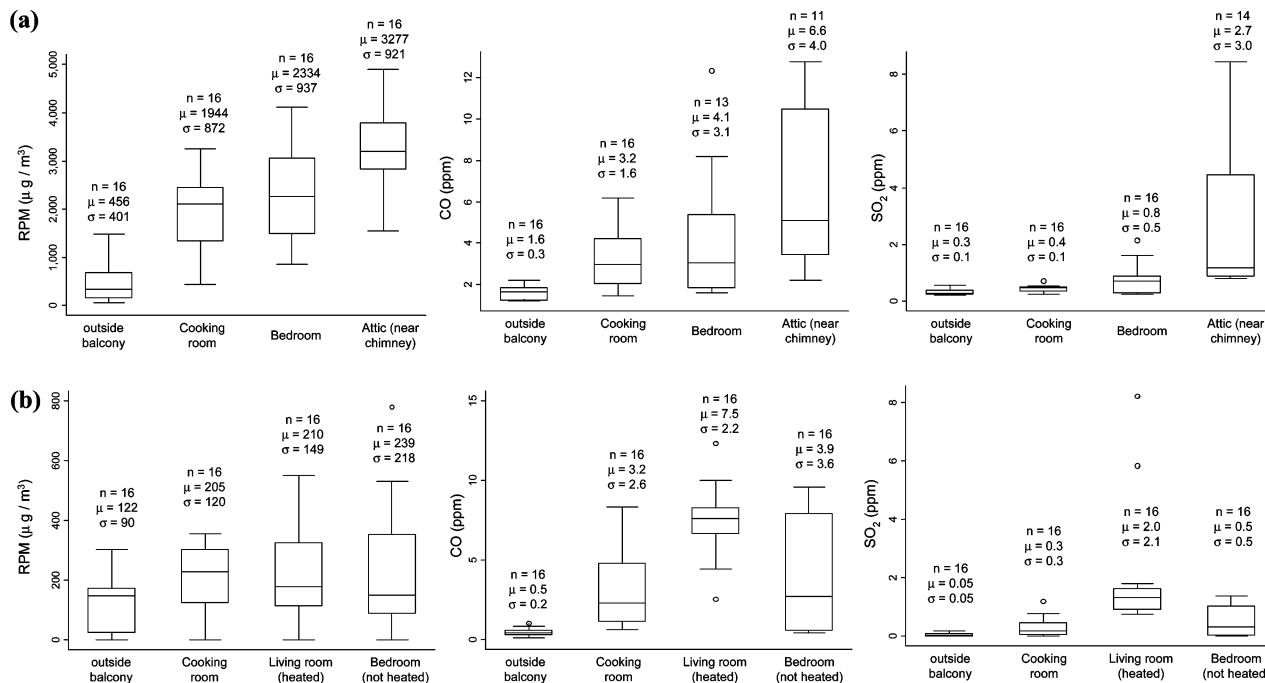 (a)
RPM (μ g / m³)
5,000
4,000
3,000
2,000
1,000
0
n = 16
μ = 456
σ = 401
n = 16
μ = 1944
σ = 872
n = 16
μ = 2334
σ = 937
n = 16
μ = 3277
σ = 921
outside
balcony
Cooking
room
Bedroom
Attic (near
chimney)
CO (ppm)
12
10
8
6
4
2
n = 16
μ = 1.6
σ = 0.3
n = 16
μ = 3.2
σ = 1.6
n = 13
μ = 4.1
σ = 3.1
n = 11
μ = 6.6
σ = 4.0
outside
balcony
Cooking
room
Bedroom
Attic (near
chimney)
SO₂ (ppm)
8
6
4
2
0
n = 16
μ = 0.3
σ = 0.1
n = 16
μ = 0.4
σ = 0.1
n = 16
μ = 0.8
σ = 0.5
n = 14
μ = 2.7
σ = 3.0
outside
balcony
Cooking
room
Bedroom
Attic (near
chimney)
(b)
RPM (μ g / m³)
800
600
400
200
0
n = 16
μ = 122
σ = 90
n = 16
μ = 205
σ = 120
n = 16
μ = 210
σ = 149
n = 16
μ = 239
σ = 218
outside
balcony
Cooking
room
Living room
(heated)
Bedroom
(not heated)
CO (ppm)
15
10
5
0
n = 16
μ = 0.5
σ = 0.2
n = 16
μ = 3.2
σ = 2.6
n = 16
μ = 7.5
σ = 2.2
n = 16
μ = 3.9
σ = 3.6
outside
balcony
Cooking
room
Living room
(heated)
Bedroom
(not heated)
SO₂ (ppm)
8
6
4
2
0
n = 16
μ = 0.05
σ = 0.05
n = 16
μ = 0.3
σ = 0.3
n = 16
μ = 2.0
σ = 2.1
n = 16
μ = 0.5
σ = 0.5
outside
balcony
Cooking
room
Living room
(heated)
Bedroom
(not heated)